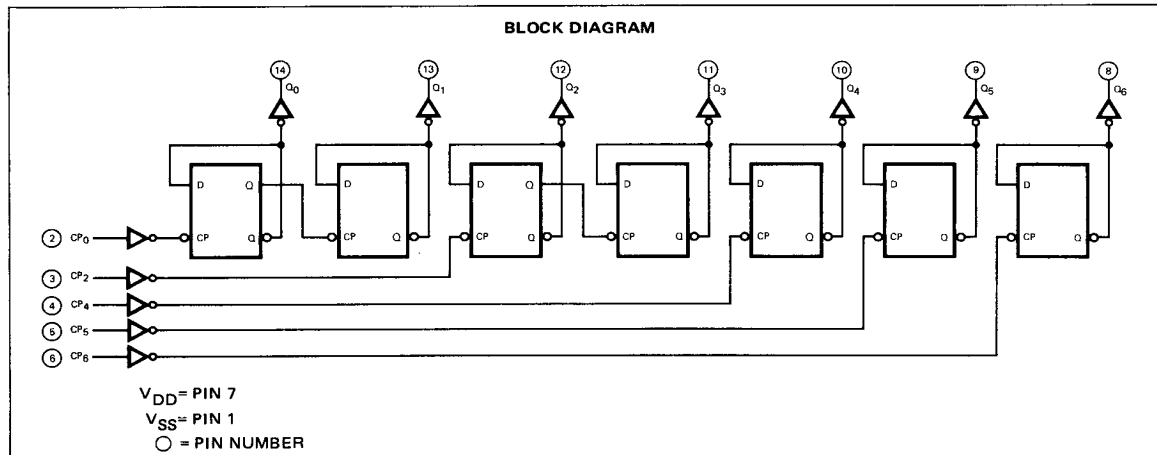 BLOCK DIAGRAM
14 13 12 11 10 9 8
Q0 Q1 Q2 Q3 Q4 Q5 Q6
D Q D D Q D D D D
2 CP0 CP Q CP Q CP Q CP Q CP Q CP Q CP Q
3 CP2
4 CP4
5 CP5
6 CP6
VDD= PIN 7
VSS= PIN 1
= PIN NUMBER